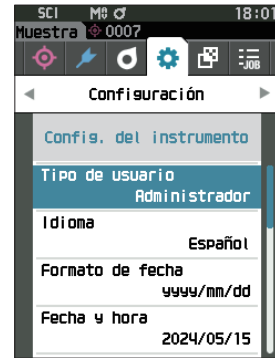 SCI M 18:01
Muestra 0007
-JOB
Configuración
Config. del instrumento
Tipo de usuario
Administrador
Idioma
Español
Formato de fecha
yyyy/mm/dd
Fecha y hora
2024/05/15